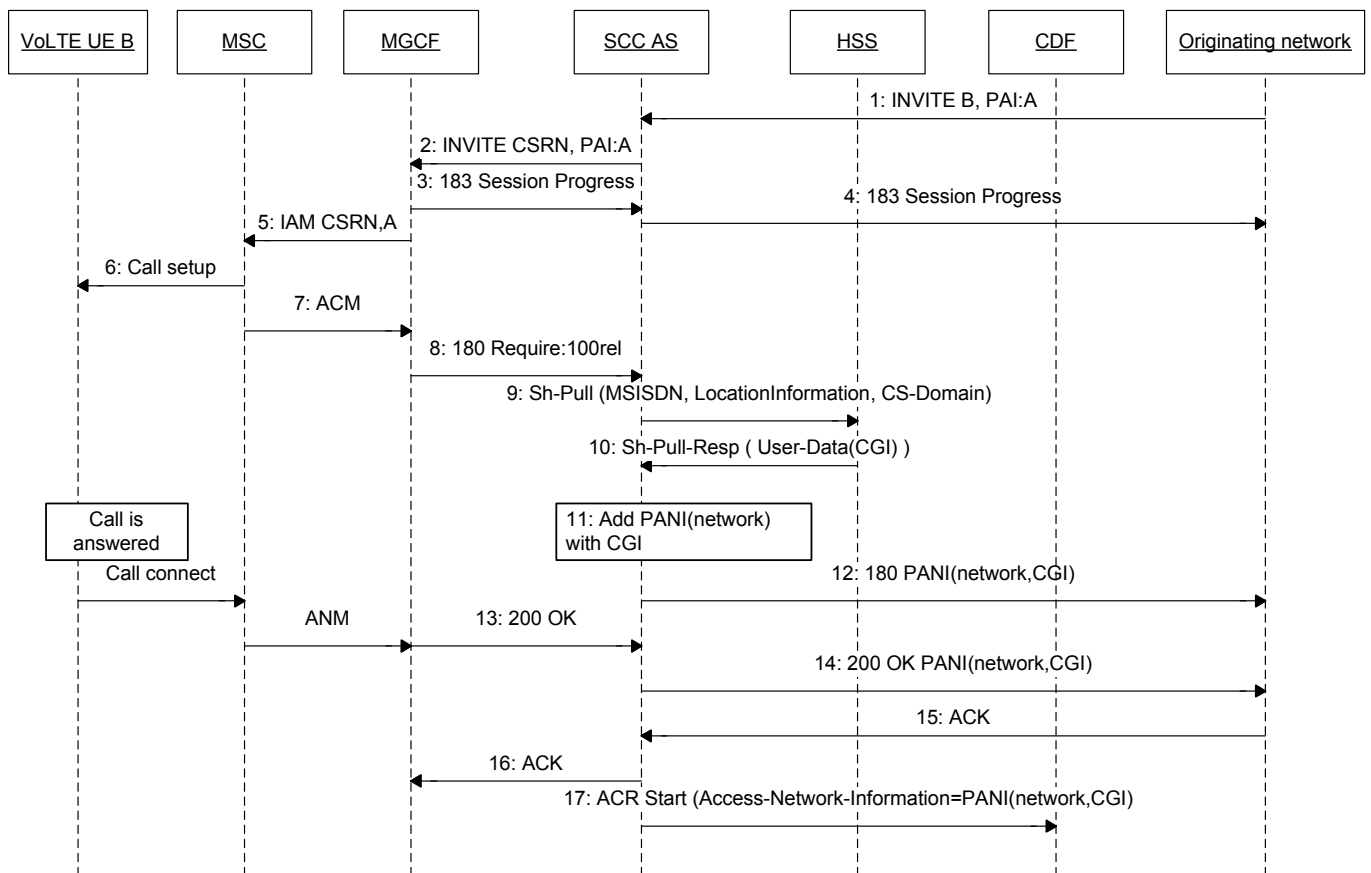 VoLTE UE B
MSC
MGCF
SCC AS
HSS
CDF
Originating network
1: INVITE B, PAI:A
2: INVITE CSRN, PAI:A
3: 183 Session Progress
4: 183 Session Progress
5: IAM CSRN,A
6: Call setup
7: ACM
8: 180 Require:100rel
9: Sh-Pull (MSISDN, LocationInformation, CS-Domain)
10: Sh-Pull-Resp ( User-Data(CGI) )
Call is
answered
11: Add PANI(network)
with CGI
Call connect
12: 180 PANI(network,CGI)
ANM
13: 200 OK
14: 200 OK PANI(network,CGI)
15: ACK
16: ACK
17: ACR Start (Access-Network-Information=PANI(network,CGI)